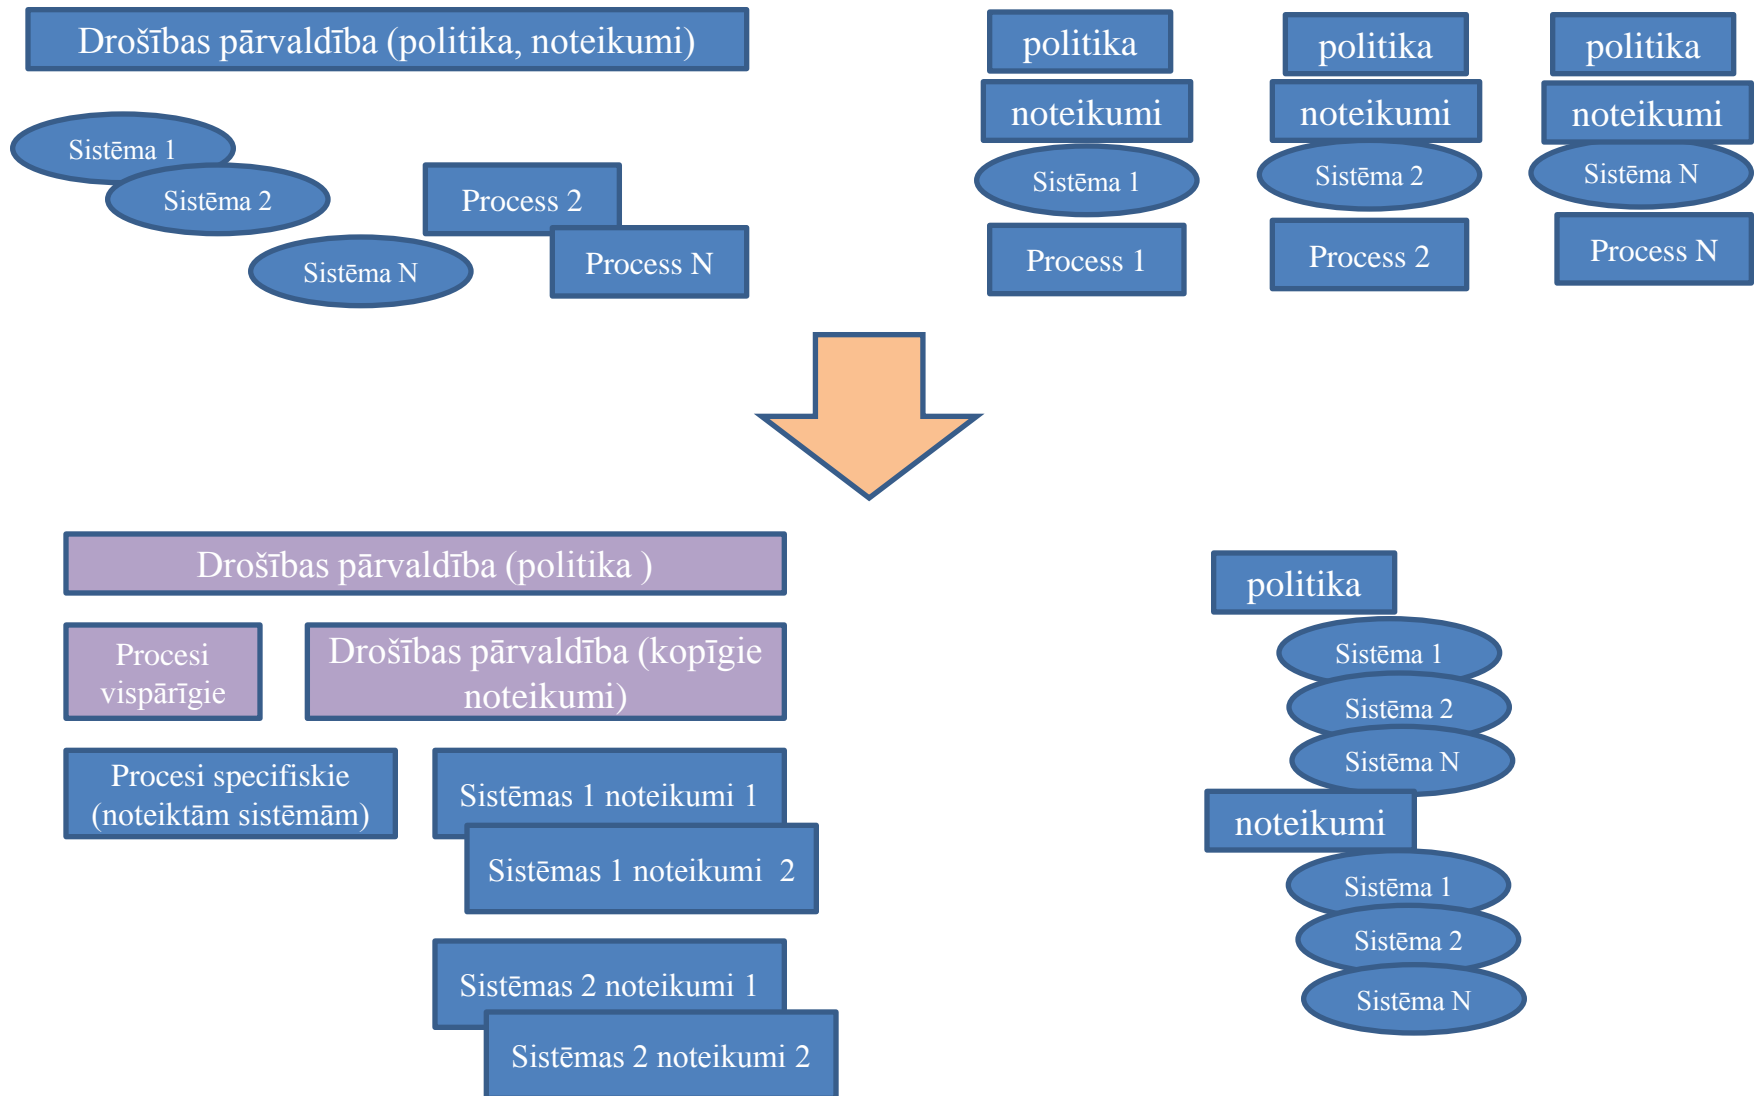 Drošības pārvaldība (politika, noteikumi)
Sistēma 1
Sistēma 2
Sistēma N
Process 2
Process N
politika
noteikumi
Sistēma 1
Process 1
politika
noteikumi
Sistēma 2
Process 2
politika
noteikumi
Sistēma N
Process N
Drošības pārvaldība (politika )
Procesi
vispārīgie
Drošības pārvaldība (kopīgie
noteikumi)
Procesi specifiskie
(noteiktām sistēmām)
Sistēmas 1 noteikumi 1
Sistēmas 1 noteikumi  2
Sistēmas 2 noteikumi 1
Sistēmas 2 noteikumi 2
politika
Sistēma 1
Sistēma 2
Sistēma N
noteikumi
Sistēma 1
Sistēma 2
Sistēma N